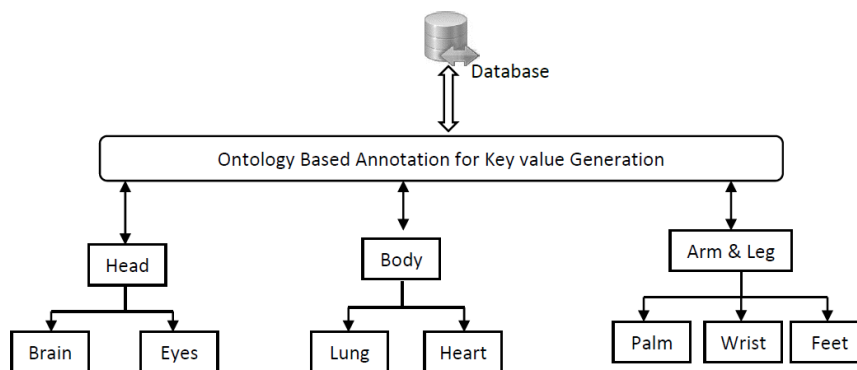 Database
Ontology Based Annotation for Key value Generation
Head
Body
Arm & Leg
Brain
Eyes
Lung
Heart
Palm
Wrist
Feet